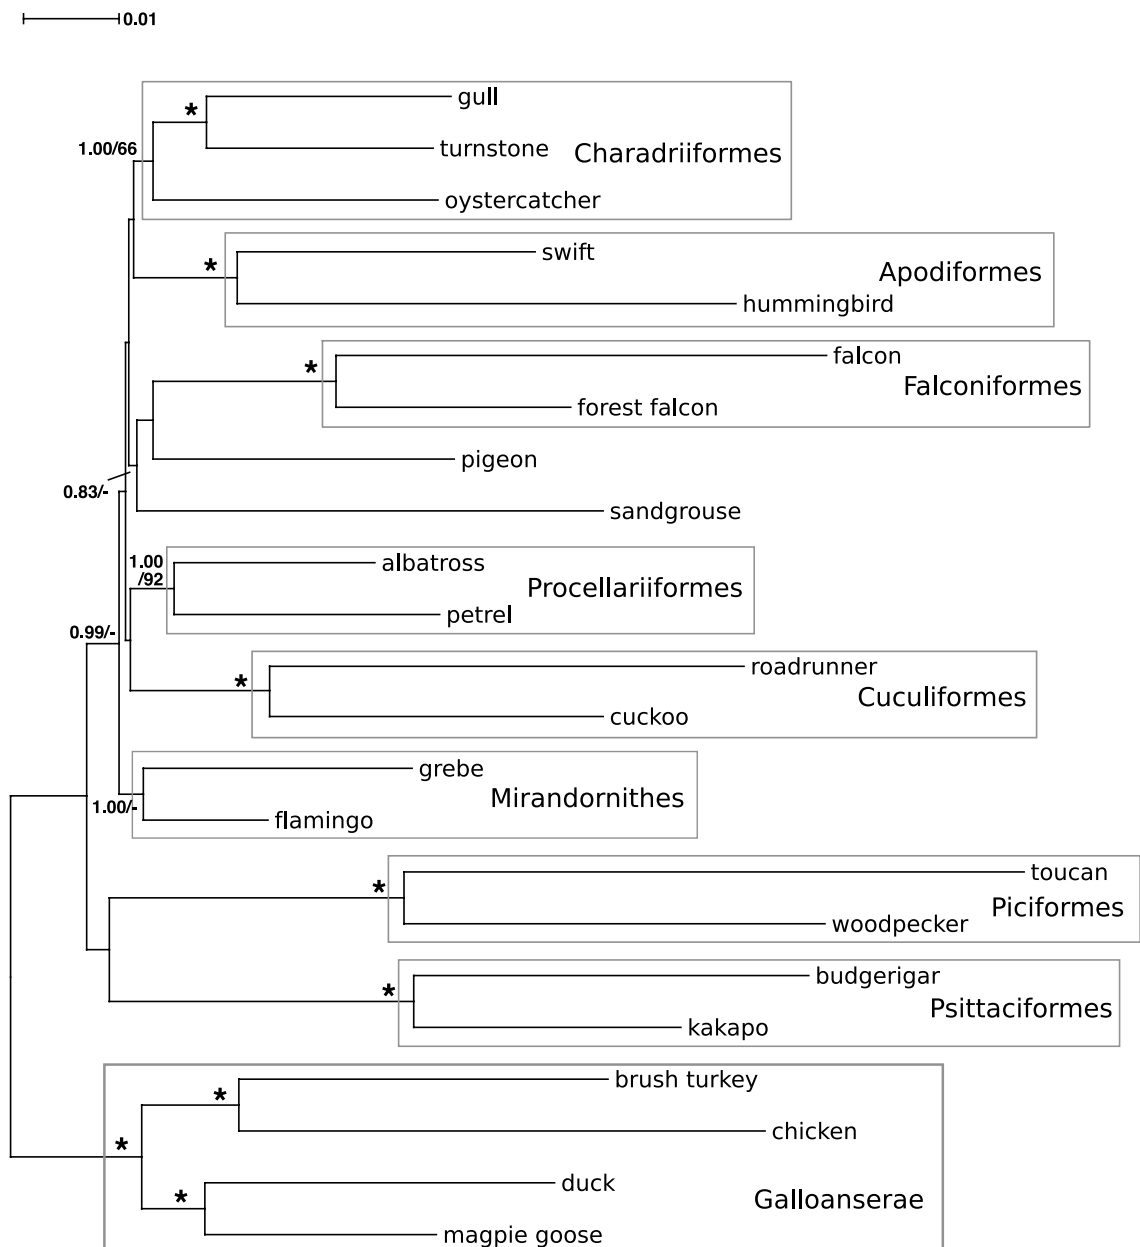 0.01
*
gull
1.00/66
turnstone
Charadriiformes
oystercatcher
*
swift
Apodiformes
hummingbird
*
falcon
Falconiformes
forest falcon
pigeon
0.83/-
sandgrouse
1.00
/92
albatross
Procellariiformes
petrel
0.99/-
*
roadrunner
Cuculiformes
cuckoo
grebe
Mirandornithes
1.00/-
flamingo
*
toucan
Piciformes
woodpecker
*
budgerigar
Psittaciformes
kakapo
*
brush turkey
*
chicken
*
duck
Galloanserae
magpie goose